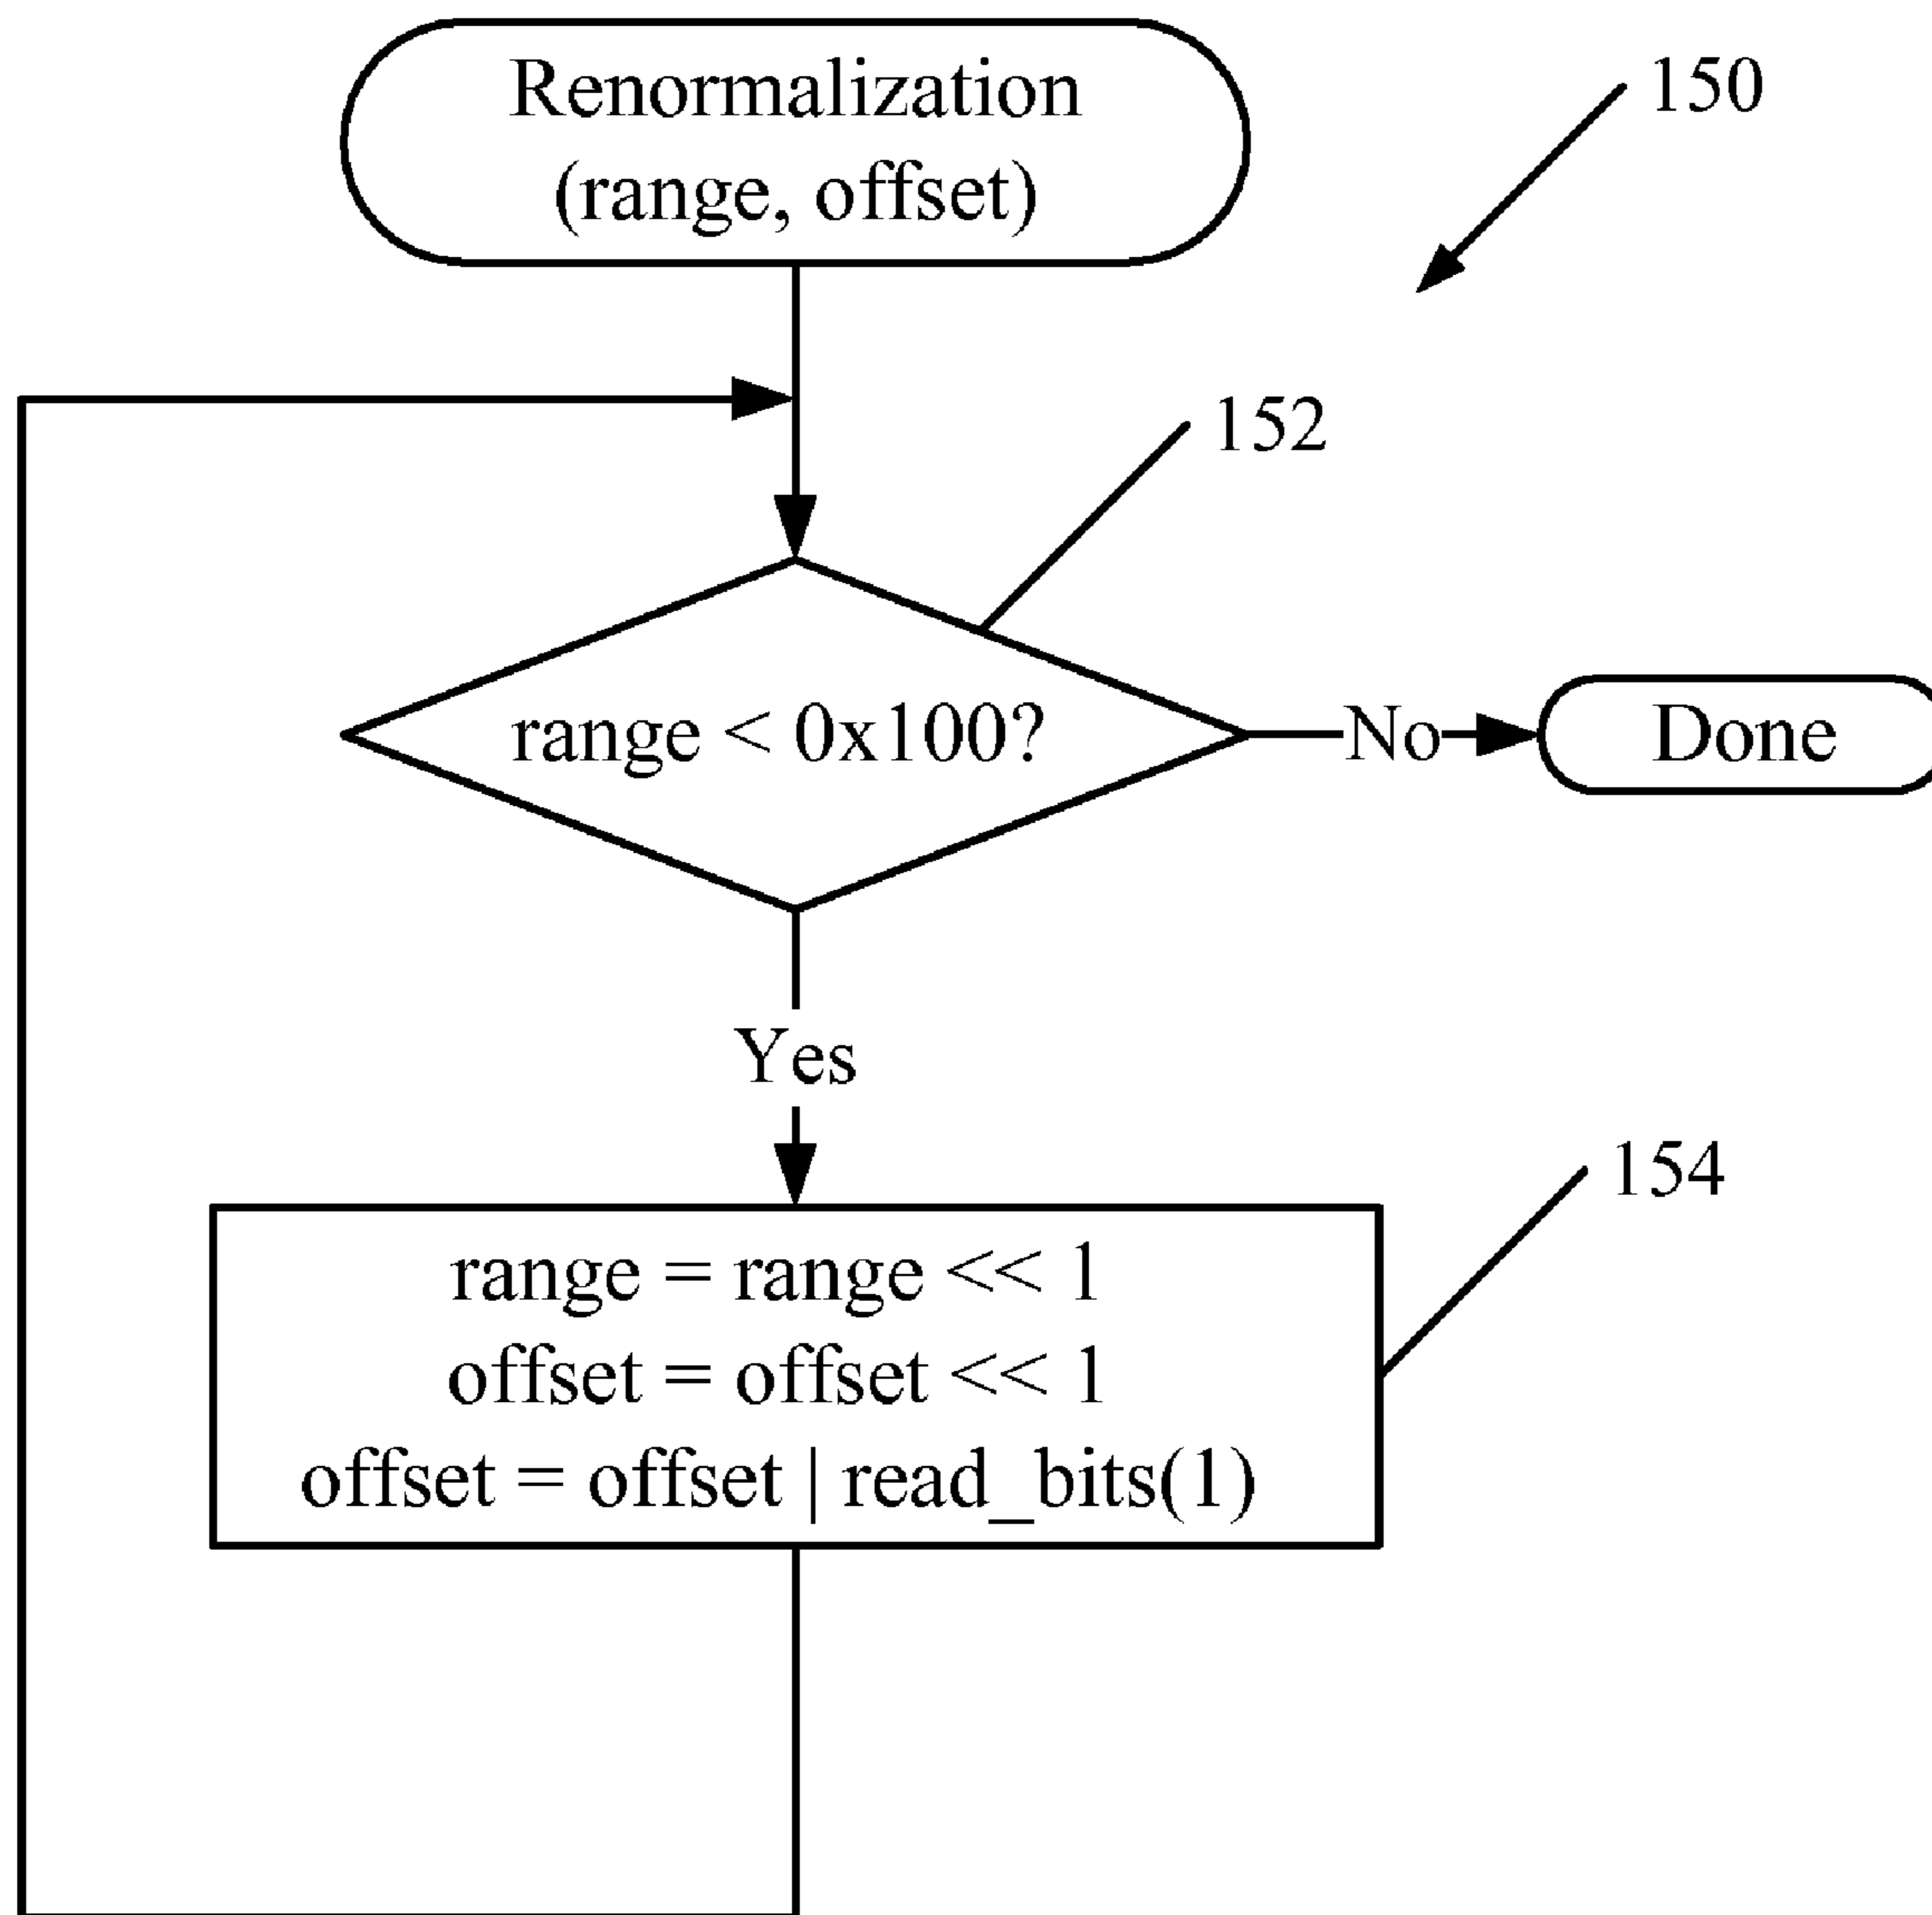 Renormalization
(range, offset)
150
152
range < 0x100?
No
Done
Yes
154
range = range << 1
offset = offset << 1
offset = offset | read_bits(1)